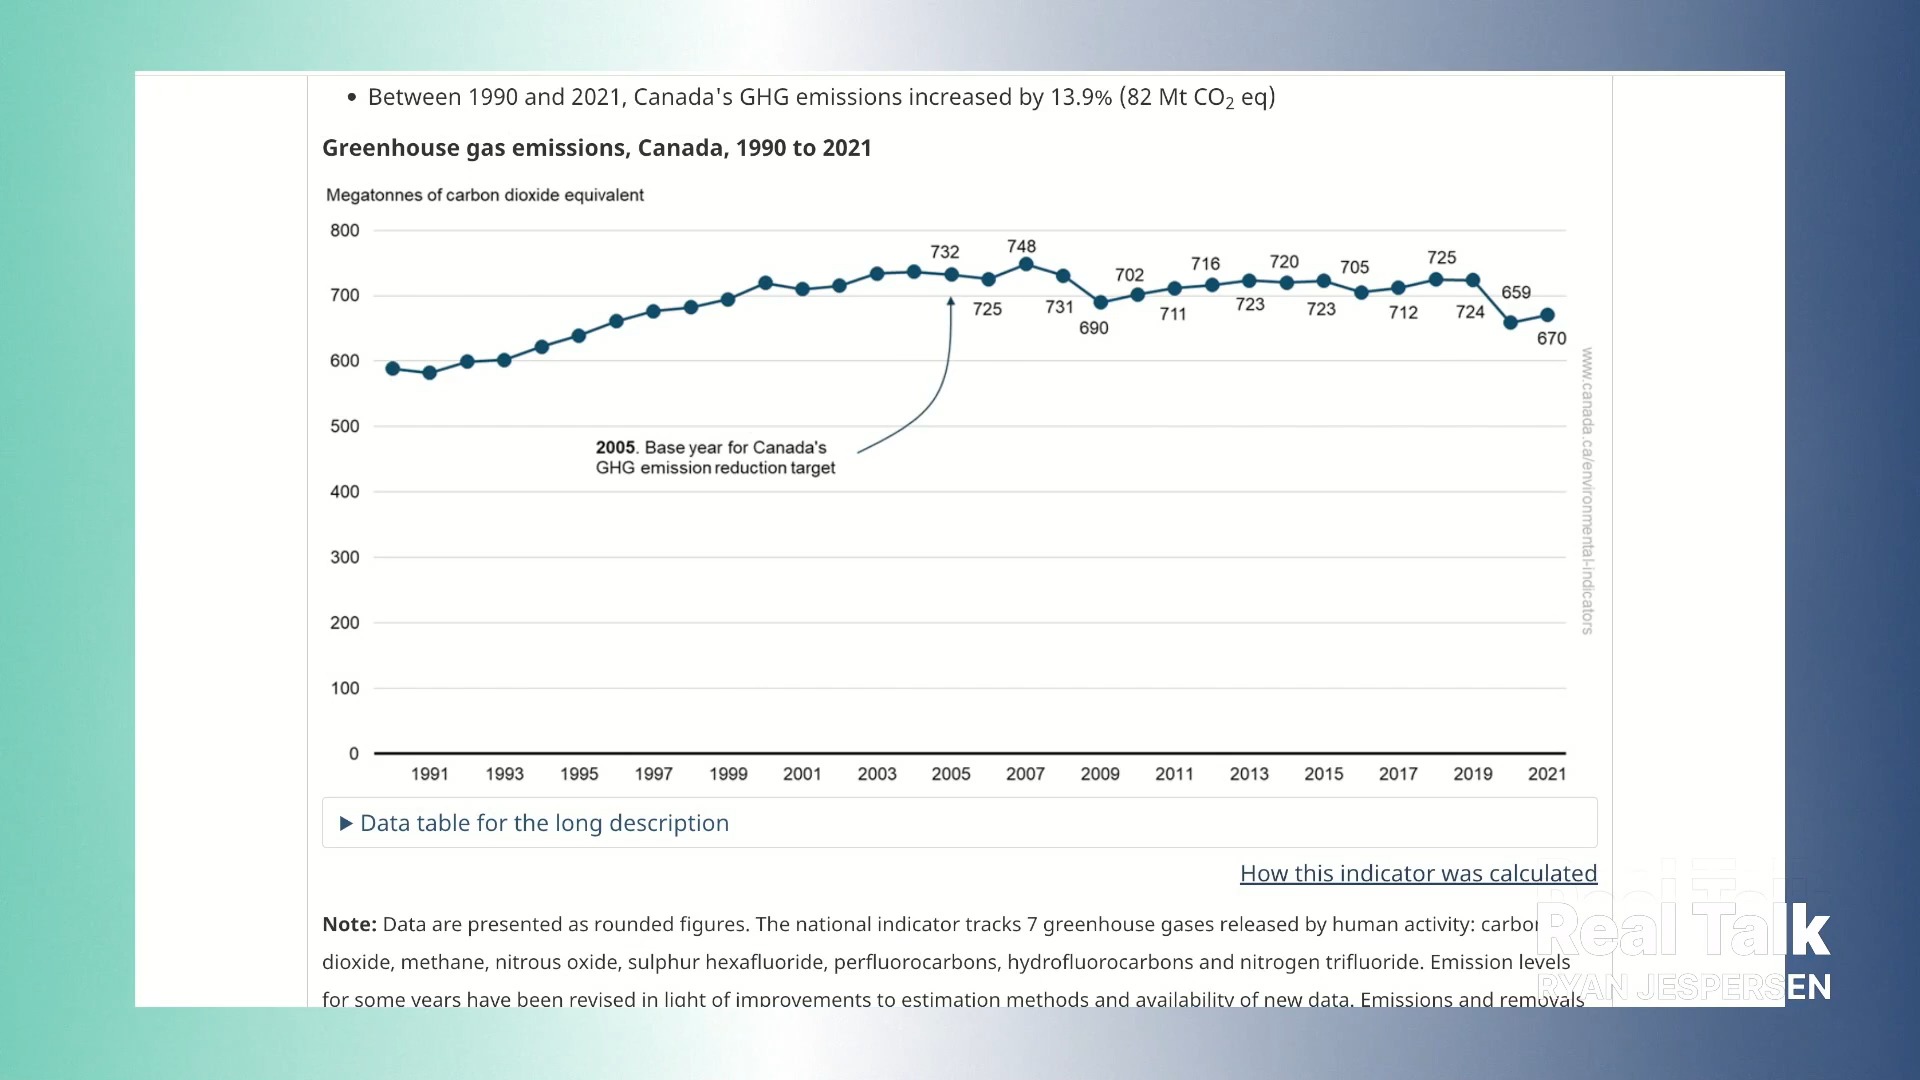 • Between 1990 and 2021, Canada's GHG emissions increased by 13.9% (82 Mt CO₂ eq)
Greenhouse gas emissions, Canada, 1990 to 2021
Megatonnes of carbon dioxide equivalent
800
700
600
500
400
300
200
100
0
732
725
748
731
690
702
711
716
723
720
723
705
712
725
724
659
670
2005. Base year for Canada's
GHG emission reduction target
www.canada.ca/environmental-indicators
1991 1993 1995 1997 1999 2001 2003 2005 2007 2009 2011 2013 2015 2017 2019 2021
▶ Data table for the long description
How this indicator was calculated
Note: Data are presented as rounded figures. The national indicator tracks 7 greenhouse gases released by human activity: carbon
dioxide, methane, nitrous oxide, sulphur hexafluoride, perfluorocarbons, hydrofluorocarbons and nitrogen trifluoride. Emission levels
for some years have been revised in light of improvements to estimation methods and availability of new data. Emissions and removals
Real Talk
RYAN JESPERSEN